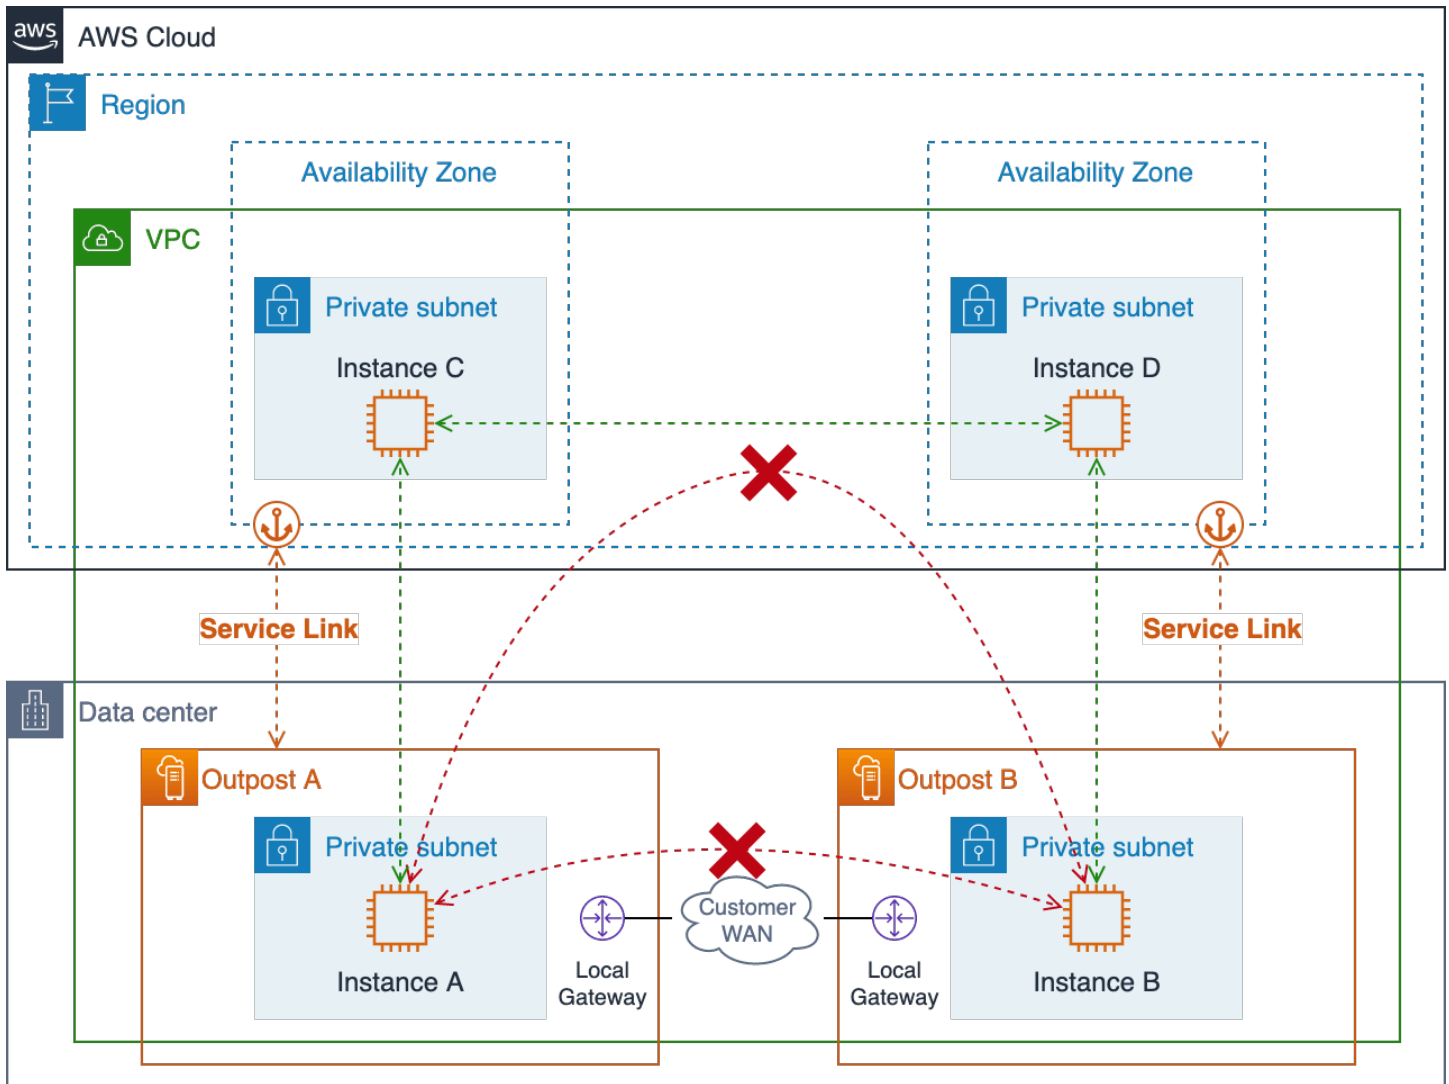 aws
AWS Cloud
Region
Availability Zone
Availability Zone
VPC
Private subnet
Private subnet
Instance C
Instance D
Service Link
Service Link
Data center
Outpost A
Outpost B
Private subnet
Private subnet
Customer
WAN
Local
Gateway
Local
Gateway
Instance A
Instance B